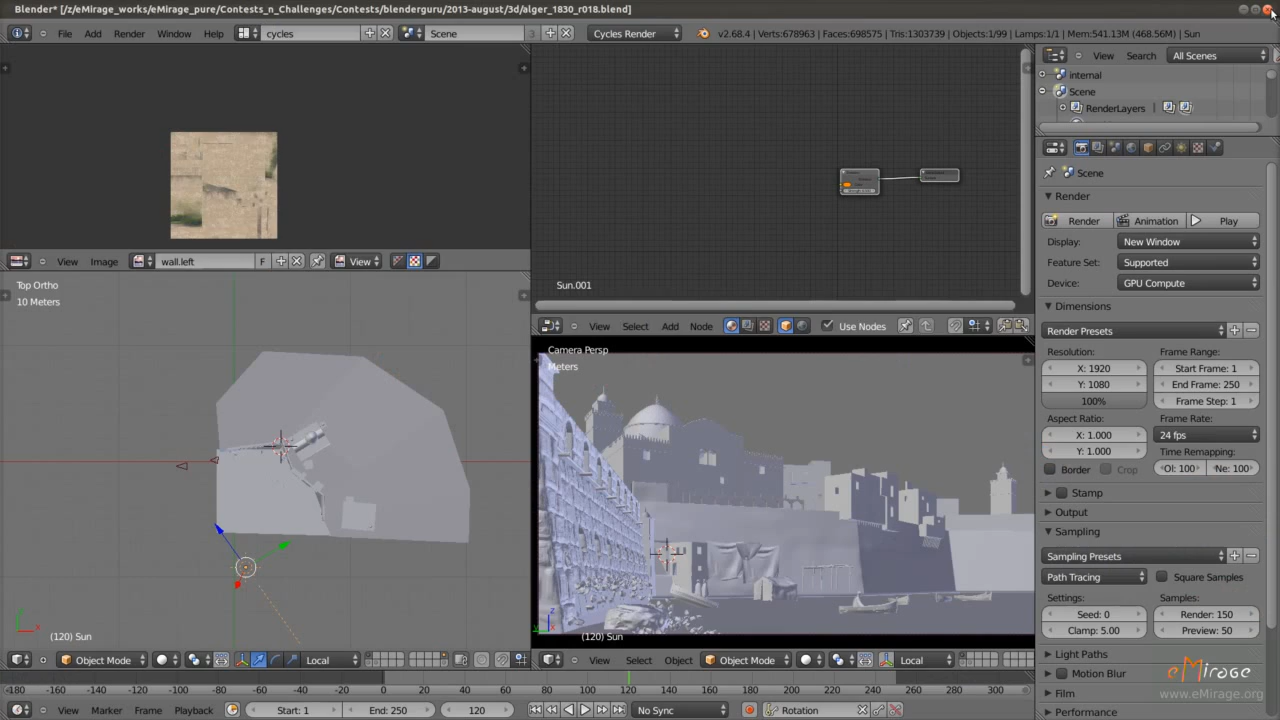 Blender* [/z/eMirage_works/eMirage_pure/Contests_n_Challenges/Contests/blenderguru/2013-august/3d/alger_1830_r018.blend]
File Add Render Window Help cycles Scene 3 F Cycles Render v2.68.4 | Verts:678963 | Faces:698575 | Tris:1303739 | Objects:1/99 | Lamps:1/1 | Mem:541.13M (468.56M) | Sun
View Search All Scenes
internal
Scene
RenderLayers
Scene
Render
Render Animation Play
Display: New Window
Feature Set: Supported
Device: GPU Compute
View Image wall.left F View
Sun.001
Top Ortho
10 Meters
View Select Add Node Use Nodes
Dimensions
Render Presets
Resolution: Frame Range:
X: 1920 Start Frame: 1
Y: 1080 End Frame: 250
100% Frame Step: 1
Aspect Ratio: Frame Rate:
X: 1.000 24 fps
Y: 1.000 Time Remapping:
Border Crop Ol: 100 Ne: 100
Stamp
Output
Sampling
Sampling Presets
Path Tracing Square Samples
Settings: Samples:
Seed: 0 Render: 150
Clamp: 5.00 Preview: 50
Light Paths
Motion Blur
Film
Performance
Camera Persp
Meters
(120) Sun
(120) Sun
Object Mode Local
View Select Object Object Mode Local
-180 -160 -140 -120 -100 -80 -60 -40 -20 0 20 40 60 80 100 120 140 160 180 200 220 240 260 280 300
View Marker Frame Playback Start: 1 End: 250 120 No Sync Rotation
eMirage
www.eMirage.org